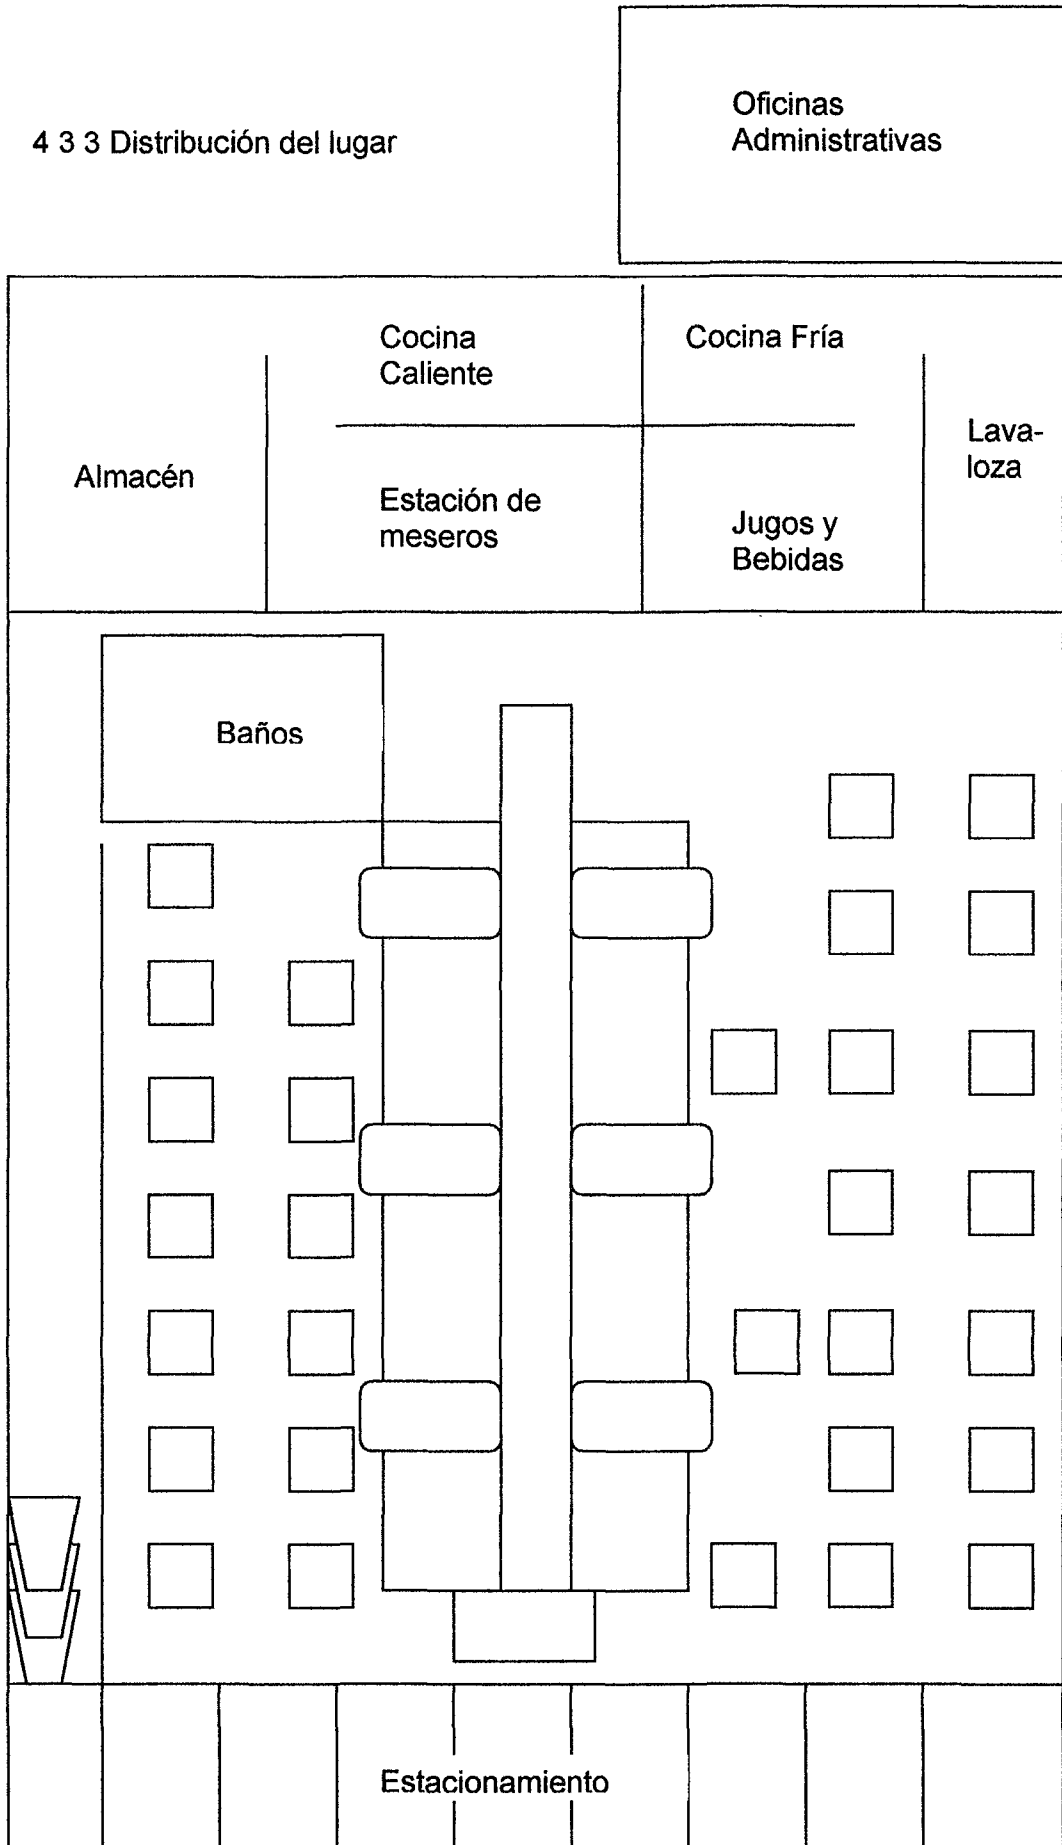 Oficinas
Administrativas
4 3 3 Distribución del lugar
Cocina
Caliente
Cocina Fría
Lava-
loza
Almacén
Estación de
meseros
Jugos y
Bebidas
Baños
Estacionamiento